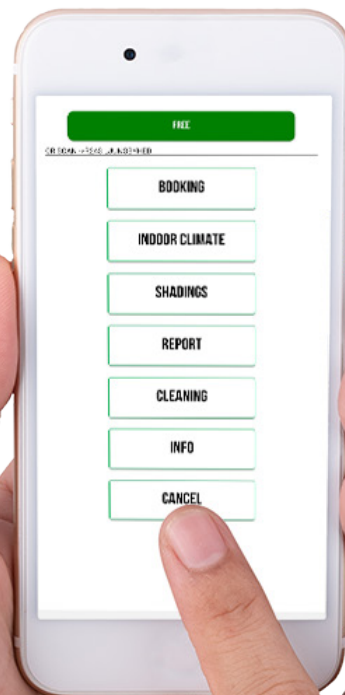 FREE
BOOKING
INDOOR CLIMATE
SHADINGS
REPORT
CLEANING
INFO
CANCEL